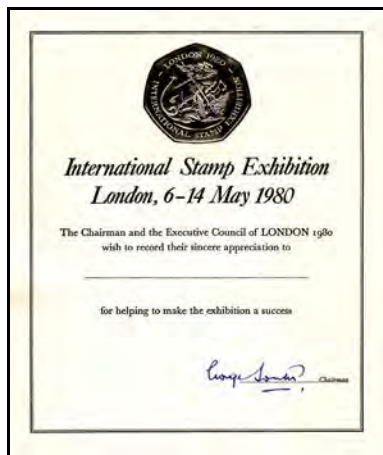 LONDON 1980
INTERNATIONAL STAMP EXHIBITION
International Stamp Exhibition
London, 6–14 May 1980
The Chairman and the Executive Council of LONDON 1980
wish to record their sincere appreciation to
for helping to make the exhibition a success
George
Chairman